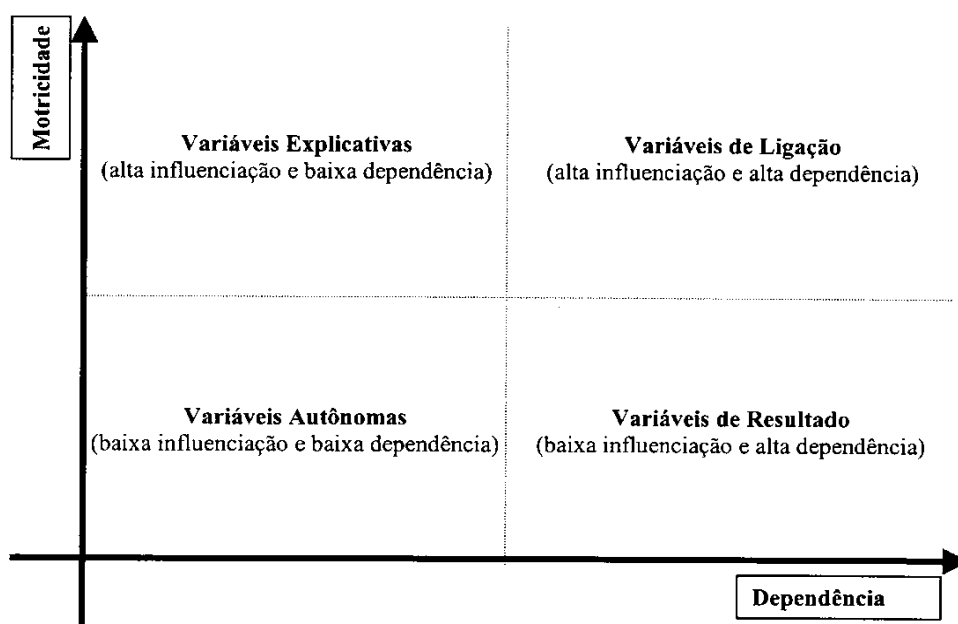 Motricidade
Variáveis Explicativas
(alta influenciação e baixa dependência)
Variáveis de Ligação
(alta influenciação e alta dependência)
Variáveis Autônomas
(baixa influenciação e baixa dependência)
Variáveis de Resultado
(baixa influenciação e alta dependência)
Dependência